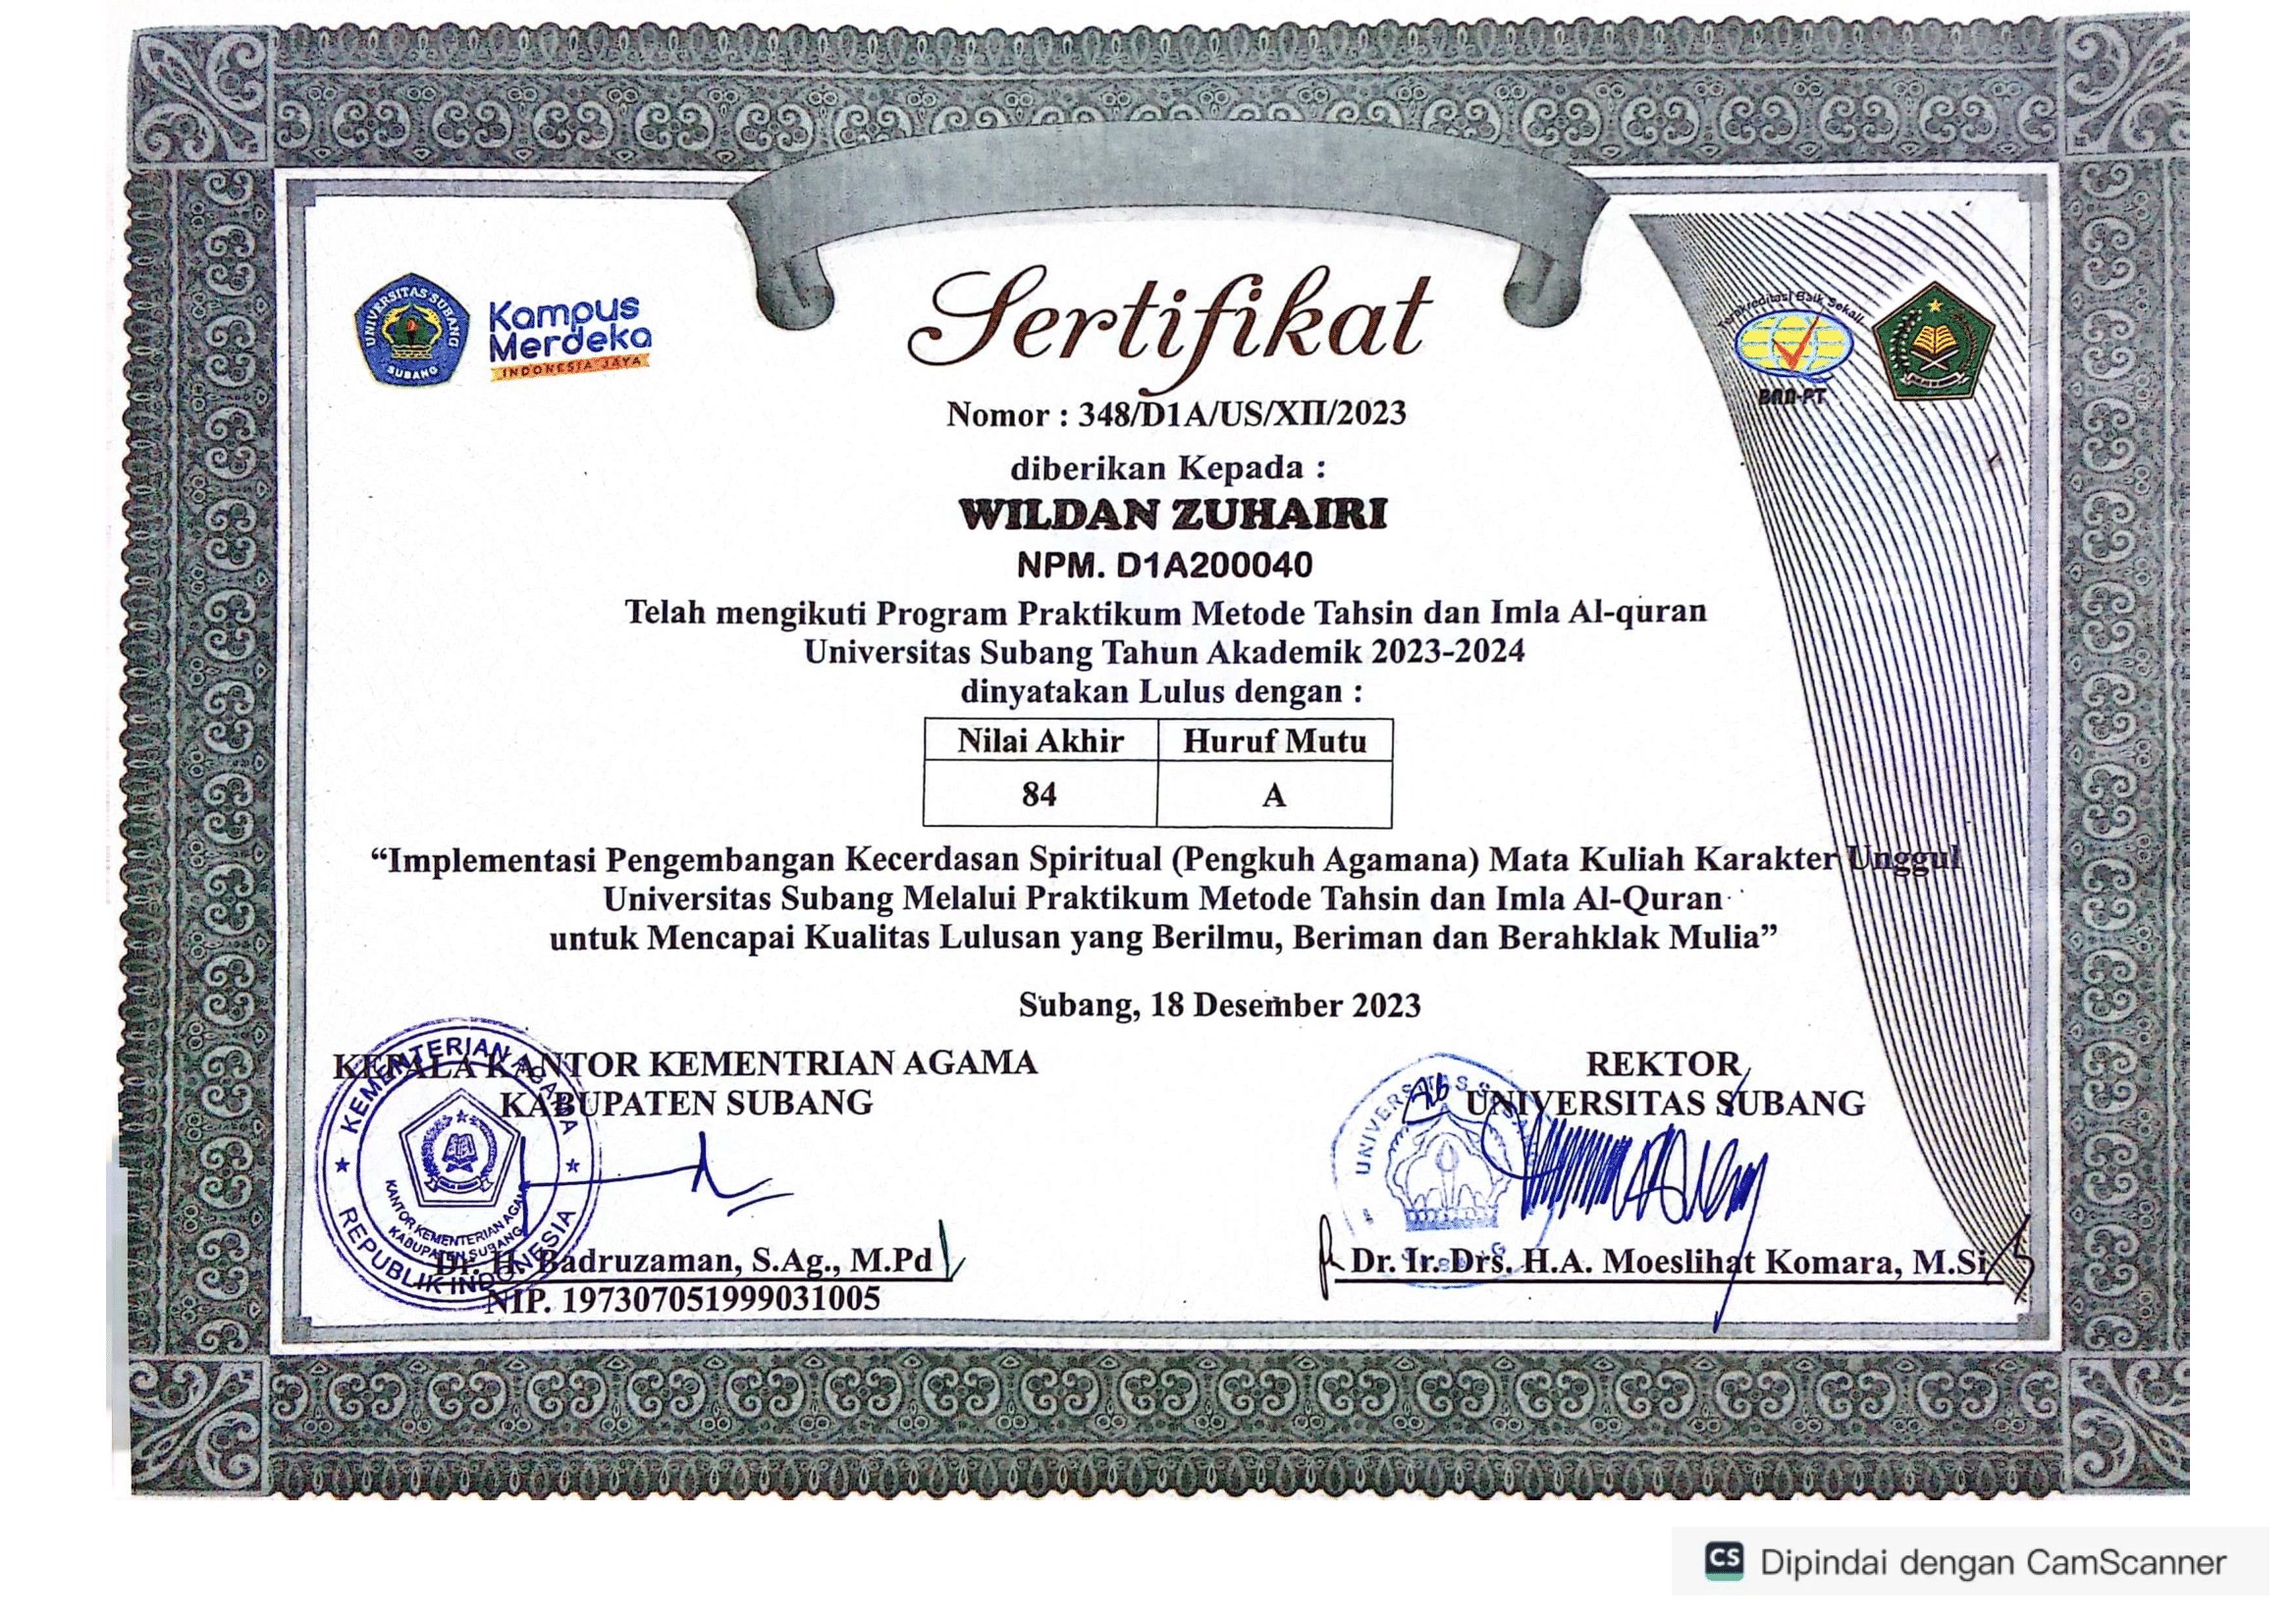 UNIVERSITAS SUBANG
SUBANG
Kampus
Merdeka
INDONESIA JAYA
Sertifikat
Terakreditasi Baik Sekali
BAN-PT
Nomor : 348/D1A/US/XII/2023
diberikan Kepada :
WILDAN ZUHAIRI
NPM. D1A200040
Telah mengikuti Program Praktikum Metode Tahsin dan Imla Al-quran
Universitas Subang Tahun Akademik 2023-2024
dinyatakan Lulus dengan :
Nilai Akhir Huruf Mutu
84 A
“Implementasi Pengembangan Kecerdasan Spiritual (Pengkuh Agamana) Mata Kuliah Karakter Unggul
Universitas Subang Melalui Praktikum Metode Tahsin dan Imla Al-Quran
untuk Mencapai Kualitas Lulusan yang Berilmu, Beriman dan Berahklak Mulia”
Subang, 18 Desember 2023
KEPALA KANTOR KEMENTRIAN AGAMA
KABUPATEN SUBANG
KEMENTERIAN AGAMA
KANTOR KEMENTERIAN AGAMA
KABUPATEN SUBANG
REPUBLIK INDONESIA
Dr. H. Badruzaman, S.Ag., M.Pd
NIP. 197307051999031005
REKTOR
UNIVERSITAS SUBANG
UNIVERSITAS SUBANG
Dr. Ir. Drs. H.A. Moeslihat Komara, M.Si
CS Dipindai dengan CamScanner